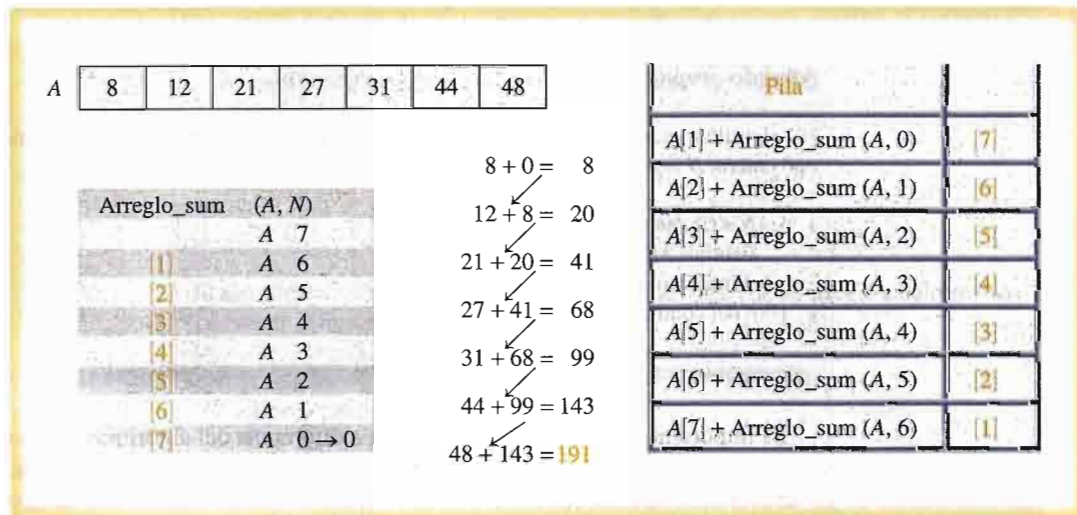 A 8 12 21 27 31 44 48
Arreglo_sum (A, N)
A 7
[1] A 6
[2] A 5
[3] A 4
[4] A 3
[5] A 2
[6] A 1
[7] A 0 → 0
8 + 0 = 8
12 + 8 = 20
21 + 20 = 41
27 + 41 = 68
31 + 68 = 99
44 + 99 = 143
48 + 143 = 191
Pila
A[1] + Arreglo_sum (A, 0) [7]
A[2] + Arreglo_sum (A, 1) [6]
A[3] + Arreglo_sum (A, 2) [5]
A[4] + Arreglo_sum (A, 3) [4]
A[5] + Arreglo_sum (A, 4) [3]
A[6] + Arreglo_sum (A, 5) [2]
A[7] + Arreglo_sum (A, 6) [1]